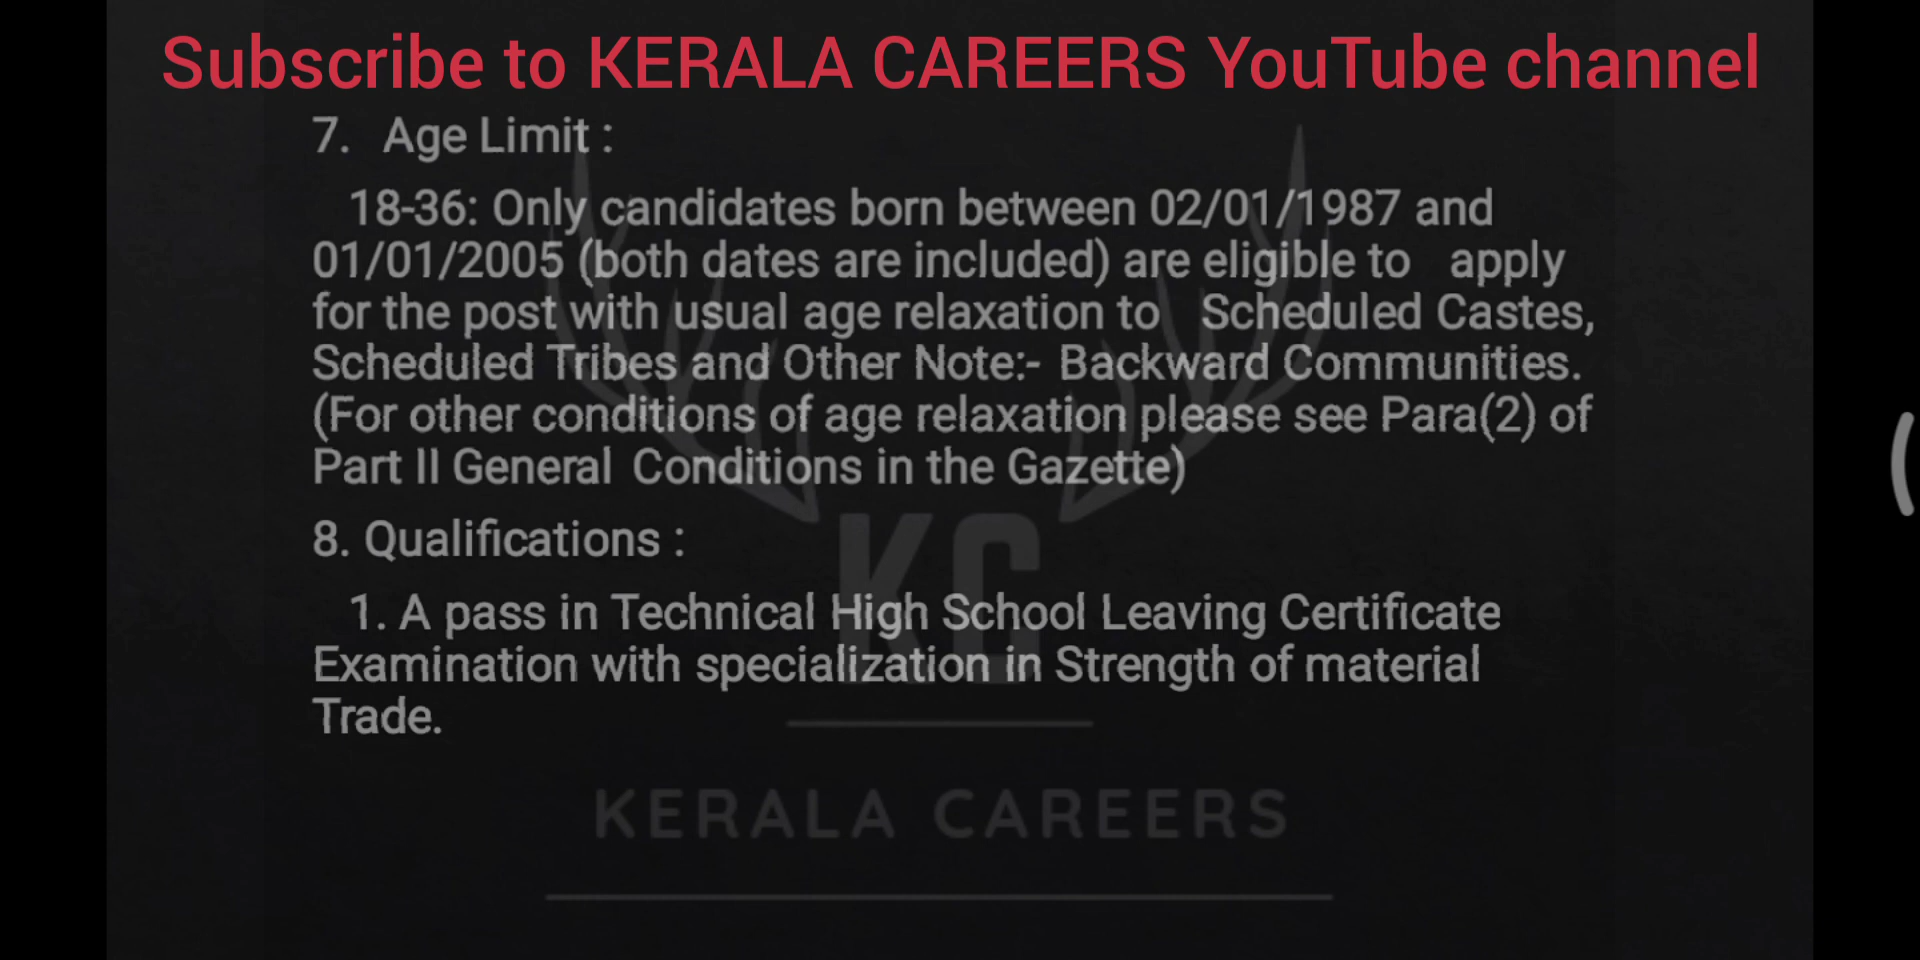 Subscribe to KERALA CAREERS YouTube channel
7. Age Limit :
18-36: Only candidates born between 02/01/1987 and
01/01/2005 (both dates are included) are eligible to apply
for the post with usual age relaxation to Scheduled Castes,
Scheduled Tribes and Other Note:- Backward Communities.
(For other conditions of age relaxation please see Para(2) of
Part II General Conditions in the Gazette)
8. Qualifications :
1. A pass in Technical High School Leaving Certificate
Examination with specialization in Strength of material
Trade.
KC
KERALA CAREERS